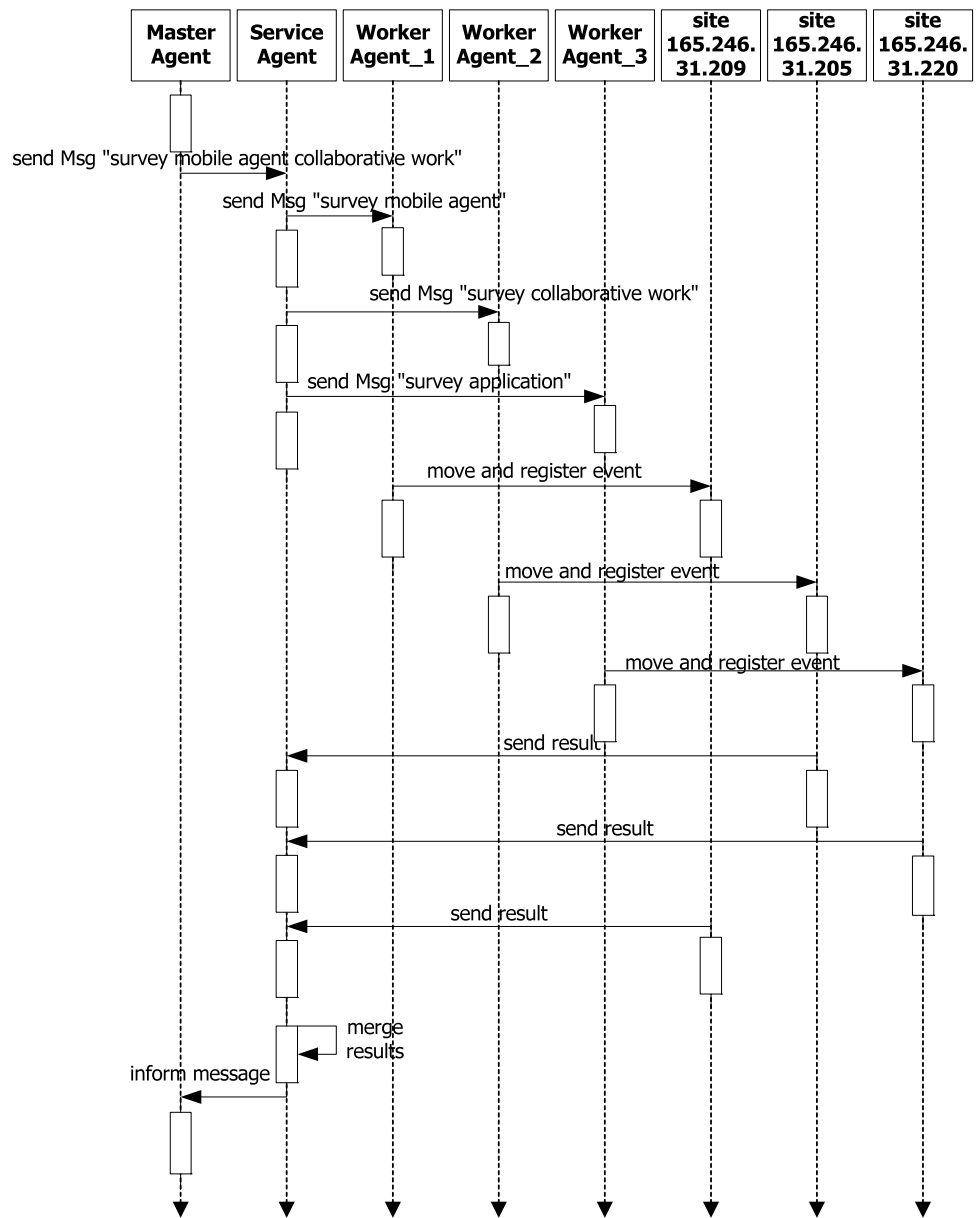 Master
Agent
Service
Agent
Worker
Agent_1
Worker
Agent_2
Worker
Agent_3
site
165.246.
31.209
site
165.246.
31.205
site
165.246.
31.220
send Msg "survey mobile agent collaborative work"
send Msg "survey mobile agent"
send Msg "survey collaborative work"
send Msg "survey application"
move and register event
move and register event
move and register event
send result
send result
send result
merge
results
inform message